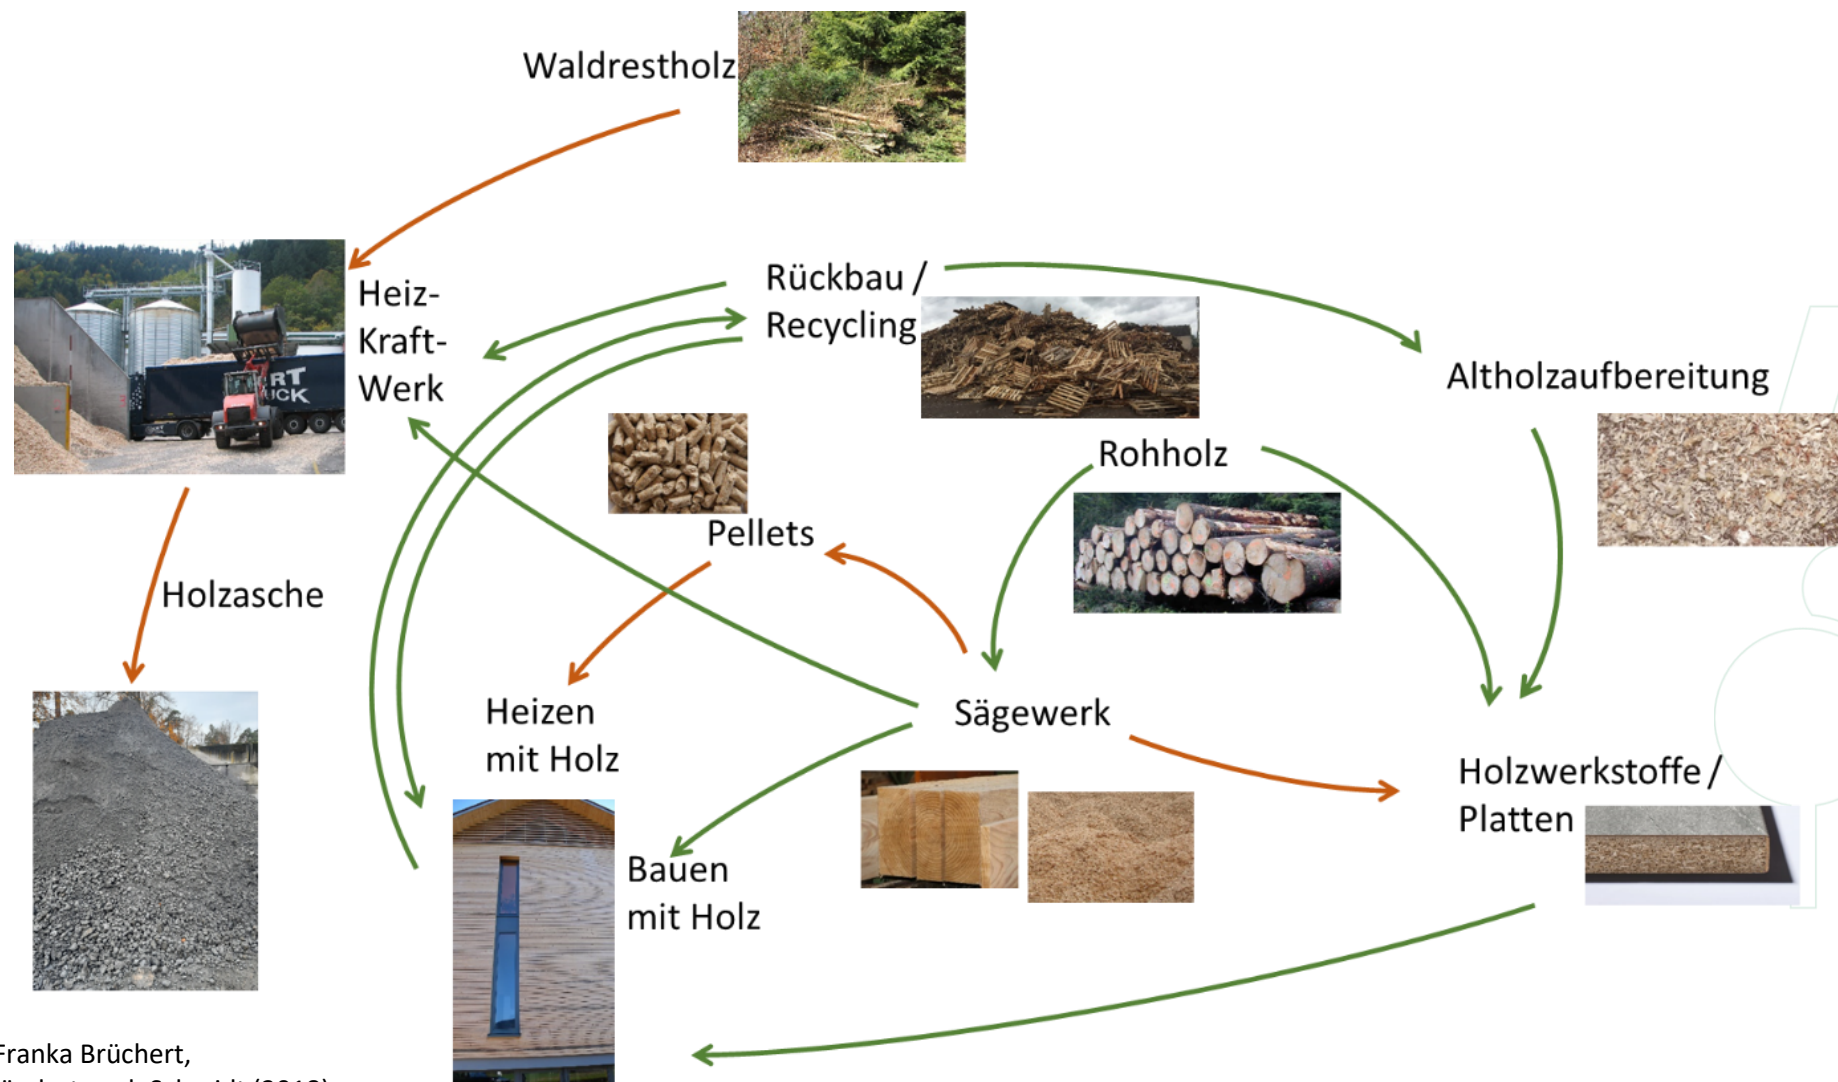 Waldrestholz
Heiz-
Kraft-
Werk
Rückbau /
Recycling
Altholzaufbereitung
Rohholz
Pellets
Holzasche
Heizen
mit Holz
Sägewerk
Holzwerkstoffe /
Platten
Bauen
mit Holz
Franka Brüchert,